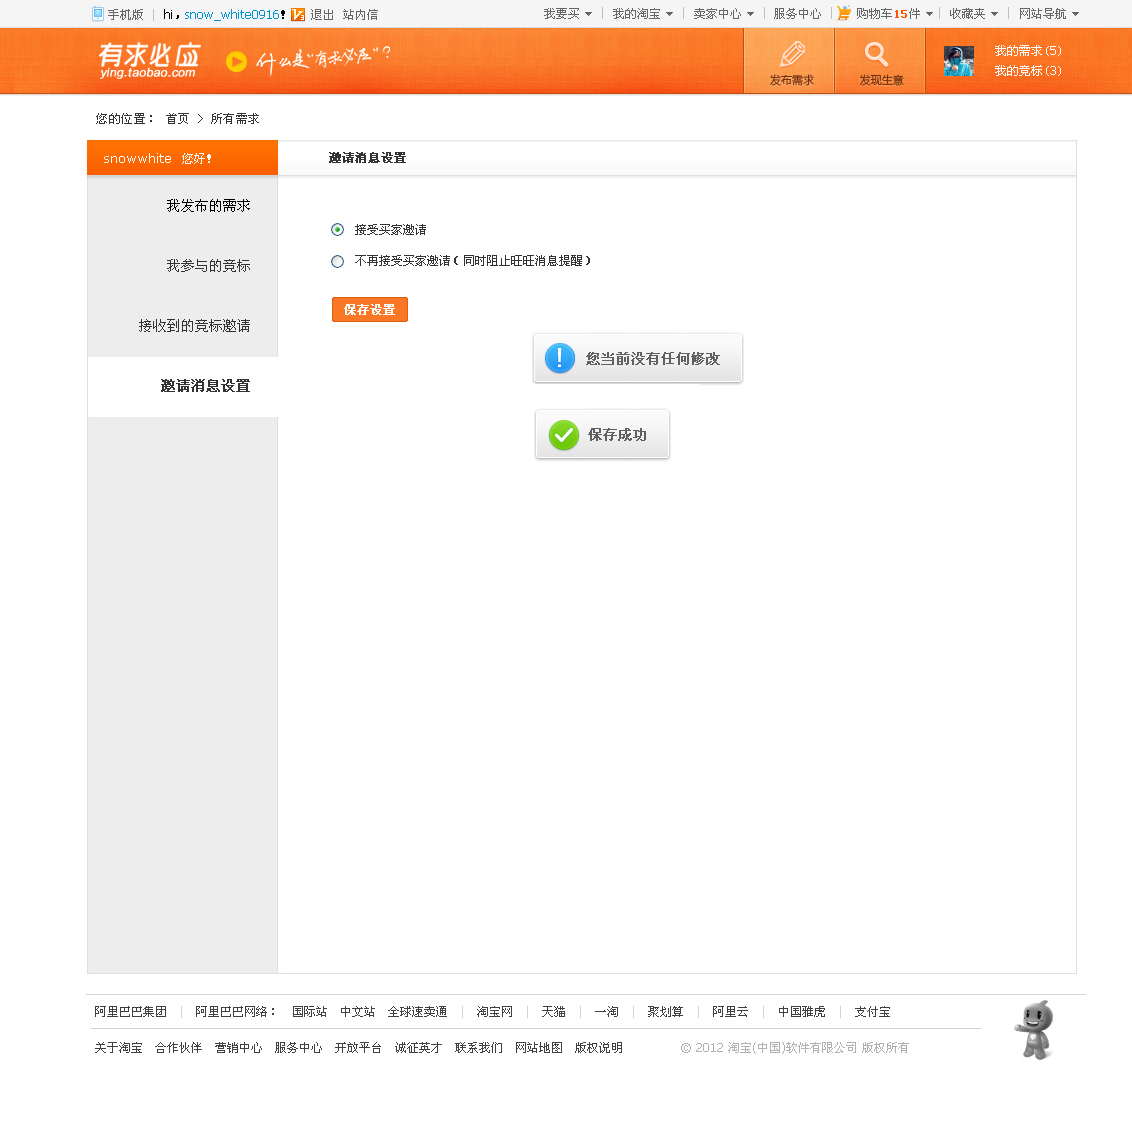 手机版 hi，snow_white0916！ 退出 站内信 我要买 我的淘宝 卖家中心 服务中心 购物车15件 收藏夹 网站导航
有求必应
ying.taobao.com
什么是“有求必应”？
发布需求 发现生意
我的需求(5)
我的竞标(3)
您的位置： 首页 > 所有需求
snowwhite 您好！
邀请消息设置
我发布的需求
我参与的竞标
接收到的竞标邀请
邀请消息设置
接受买家邀请
不再接受买家邀请（同时阻止旺旺消息提醒）
保存设置
您当前没有任何修改
保存成功
阿里巴巴集团 阿里巴巴网络： 国际站 中文站 全球速卖通 淘宝网 天猫 一淘 聚划算 阿里云 中国雅虎 支付宝
关于淘宝 合作伙伴 营销中心 服务中心 开放平台 诚征英才 联系我们 网站地图 版权说明 © 2012 淘宝(中国)软件有限公司 版权所有